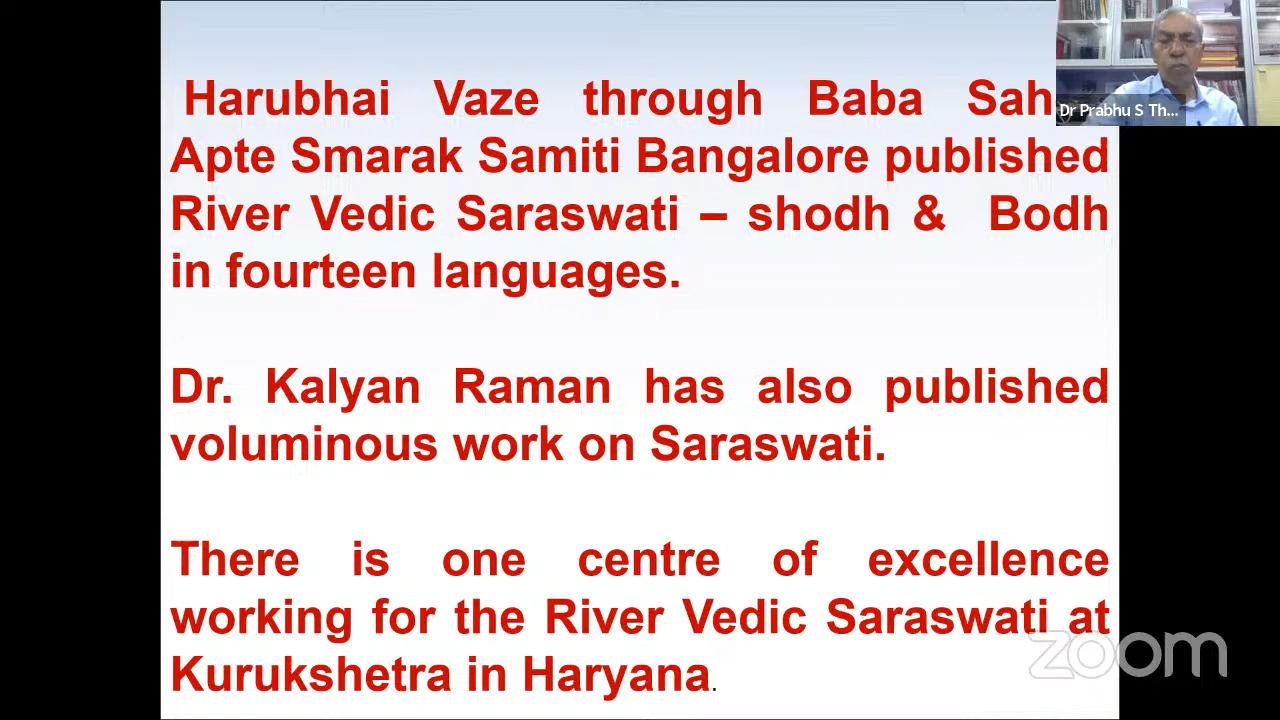 Harubhai Vaze through Baba Sah
Apte Smarak Samiti Bangalore published
River Vedic Saraswati – shodh & Bodh
in fourteen languages.
Dr. Kalyan Raman has also published
voluminous work on Saraswati.
There is one centre of excellence
working for the River Vedic Saraswati at
Kurukshetra in Haryana.
Dr Prabhu S Th...
zoom